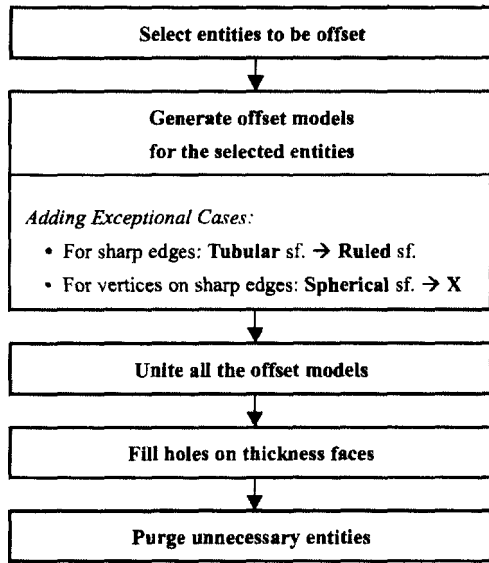 Select entities to be offset
Generate offset models
for the selected entities
Adding Exceptional Cases:
• For sharp edges: Tubular sf. → Ruled sf.
• For vertices on sharp edges: Spherical sf. → X
Unite all the offset models
Fill holes on thickness faces
Purge unnecessary entities